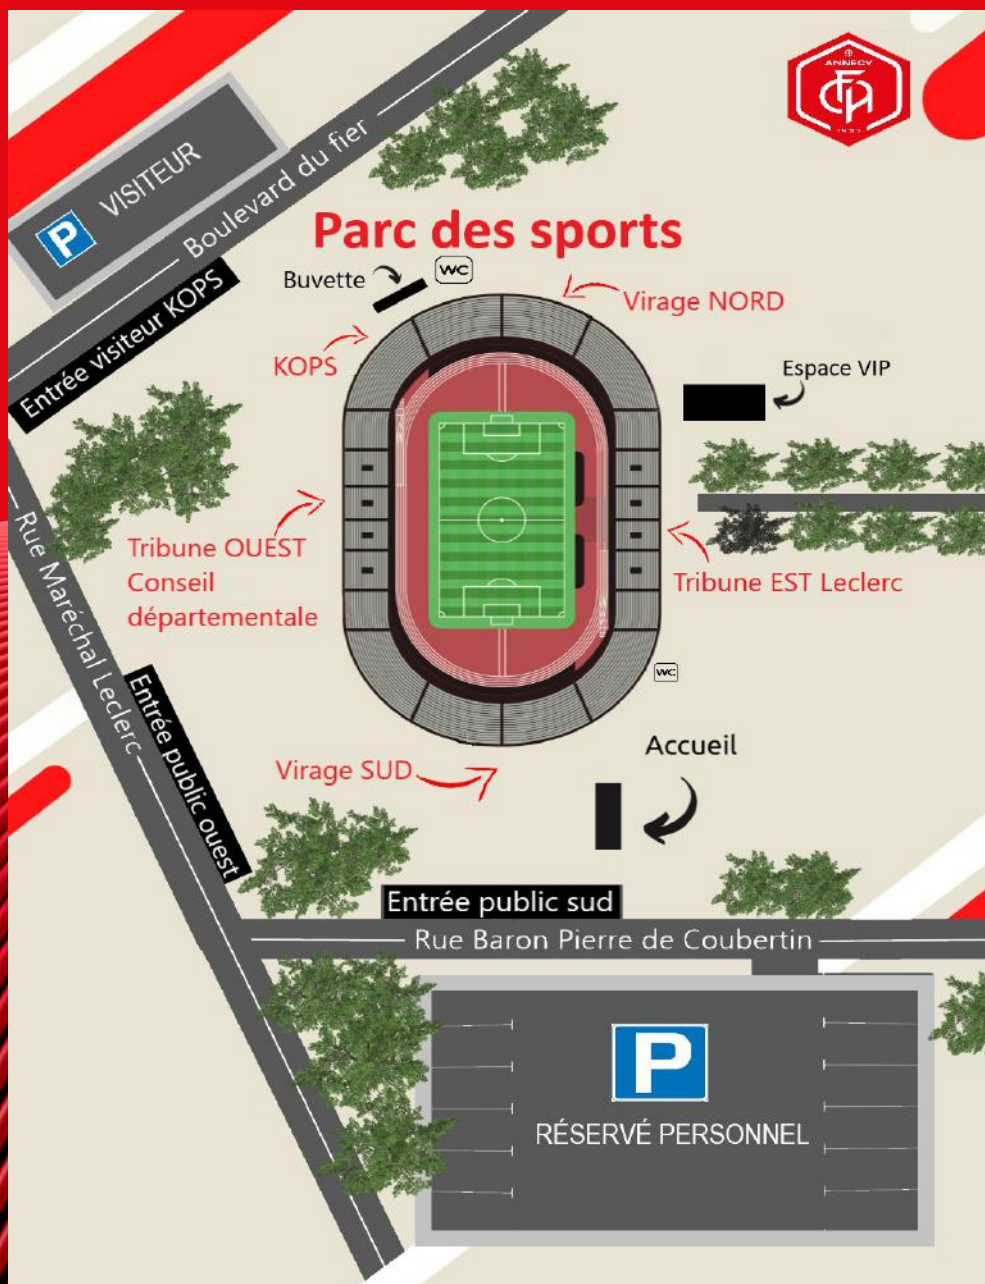 ANNECY
FCA
P VISITEUR
Boulevard du fier
Parc des sports
Buvette
WC
Virage NORD
Entrée visiteur KOPS
KOPS
Espace VIP
Rue Maréchal Leclerc
Tribune OUEST
Conseil
départementale
Tribune EST Leclerc
WC
Entrée public ouest
Accueil
Virage SUD
Entrée public sud
Rue Baron Pierre de Coubertin
P
RÉSERVÉ PERSONNEL